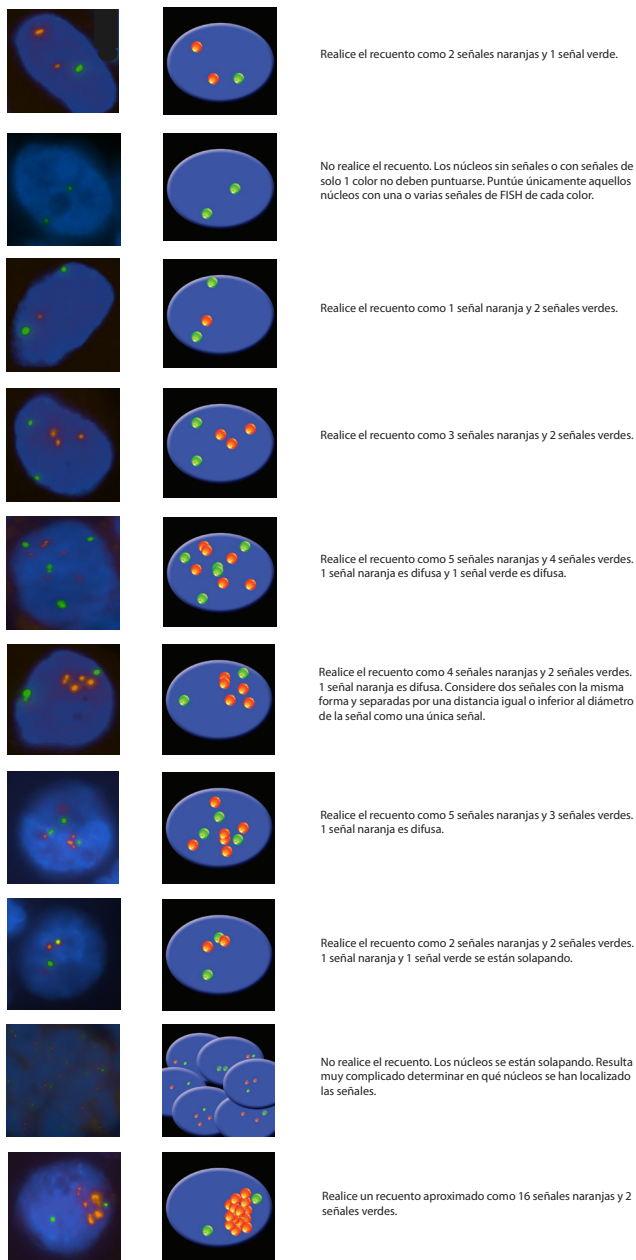 Realice el recuento como 2 señales naranjas y 1 señal verde.
No realice el recuento. Los núcleos sin señales o con señales de
solo 1 color no deben puntuarse. Puntúe únicamente aquellos
núcleos con una o varias señales de FISH de cada color.
Realice el recuento como 1 señal naranja y 2 señales verdes.
Realice el recuento como 3 señales naranjas y 2 señales verdes.
Realice el recuento como 5 señales naranjas y 4 señales verdes.
1 señal naranja es difusa y 1 señal verde es difusa.
Realice el recuento como 4 señales naranjas y 2 señales verdes.
1 señal naranja es difusa. Considere dos señales con la misma
forma y separadas por una distancia igual o inferior al diámetro
de la señal como una única señal.
Realice el recuento como 5 señales naranjas y 3 señales verdes.
1 señal naranja es difusa.
Realice el recuento como 2 señales naranjas y 2 señales verdes.
1 señal naranja y 1 señal verde se están solapando.
No realice el recuento. Los núcleos se están solapando. Resulta
muy complicado determinar en qué núcleos se han localizado
las señales.
Realice un recuento aproximado como 16 señales naranjas y 2
señales verdes.